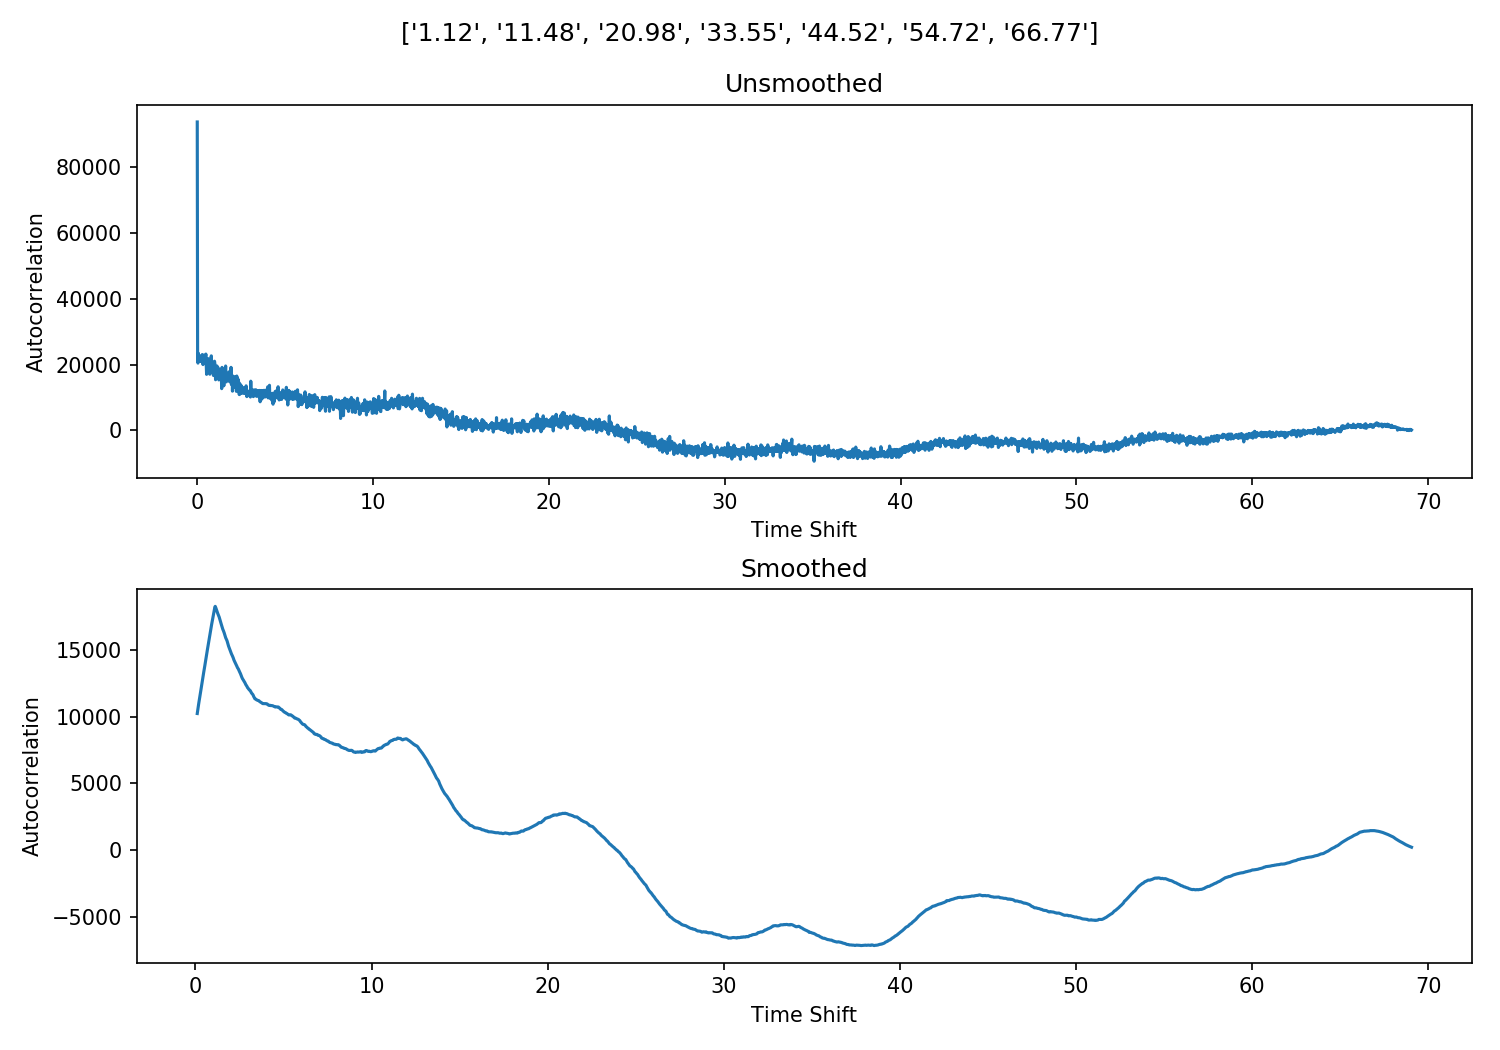 ['1.12', '11.48', '20.98', '33.55', '44.52', '54.72', '66.77']
Unsmoothed
Autocorrelation
80000
60000
40000
20000
0
0 10 20 30 40 50 60 70
Time Shift
Smoothed
Autocorrelation
15000
10000
5000
0
−5000
0 10 20 30 40 50 60 70
Time Shift